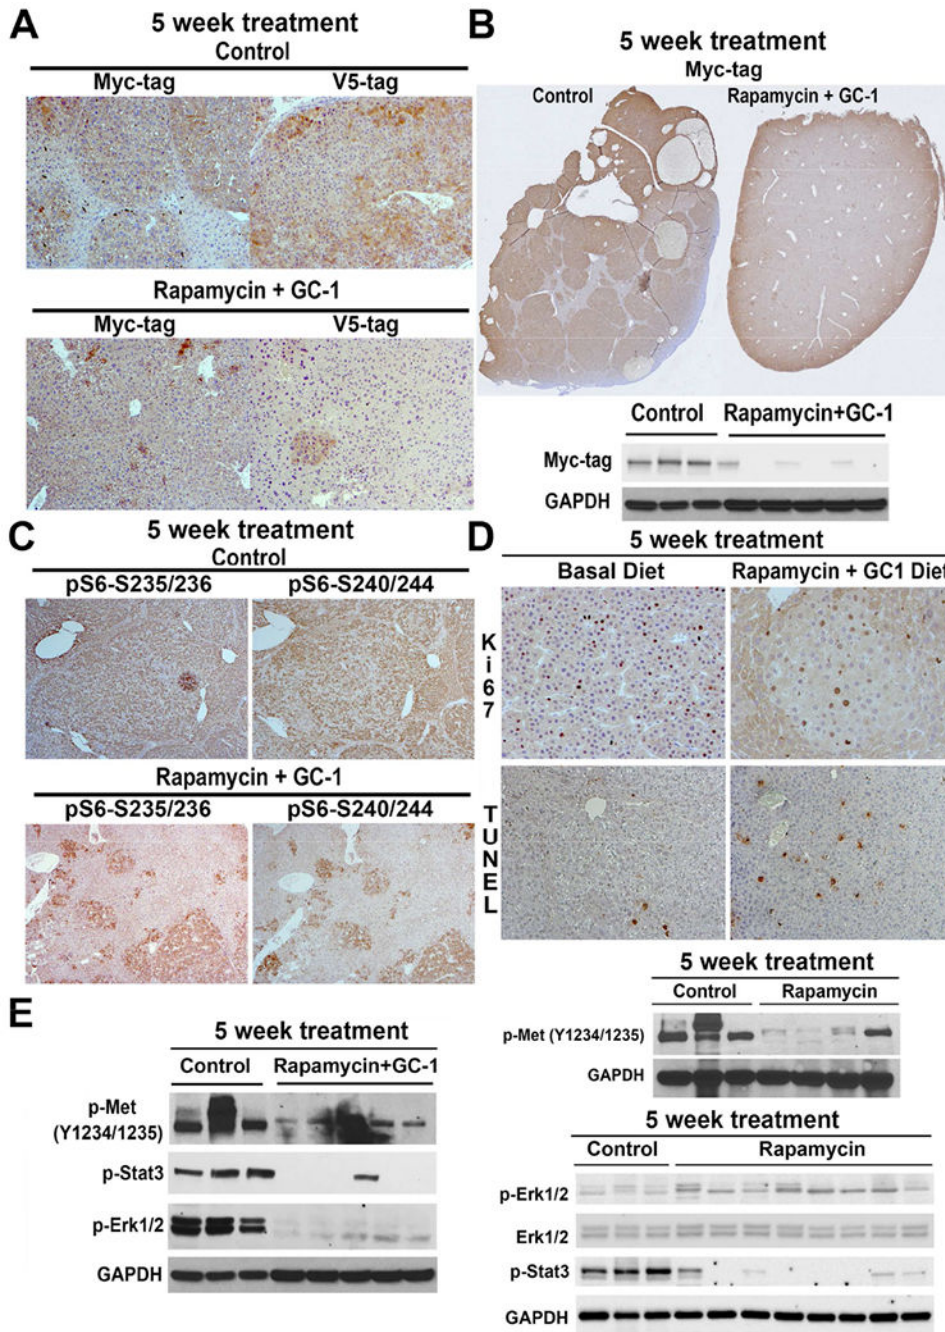 A
5 week treatment
Control
Myc-tag V5-tag
Rapamycin + GC-1
Myc-tag V5-tag
B
5 week treatment
Myc-tag
Control Rapamycin + GC-1
Control Rapamycin+GC-1
Myc-tag
GAPDH
C
5 week treatment
Control
pS6-S235/236 pS6-S240/244
Rapamycin + GC-1
pS6-S235/236 pS6-S240/244
D
5 week treatment
Basal Diet Rapamycin + GC1 Diet
Ki67
TUNEL
E
5 week treatment
Control Rapamycin+GC-1
p-Met
(Y1234/1235)
p-Stat3
p-Erk1/2
GAPDH
5 week treatment
Control Rapamycin
p-Met (Y1234/1235)
GAPDH
5 week treatment
Control Rapamycin
p-Erk1/2
Erk1/2
p-Stat3
GAPDH